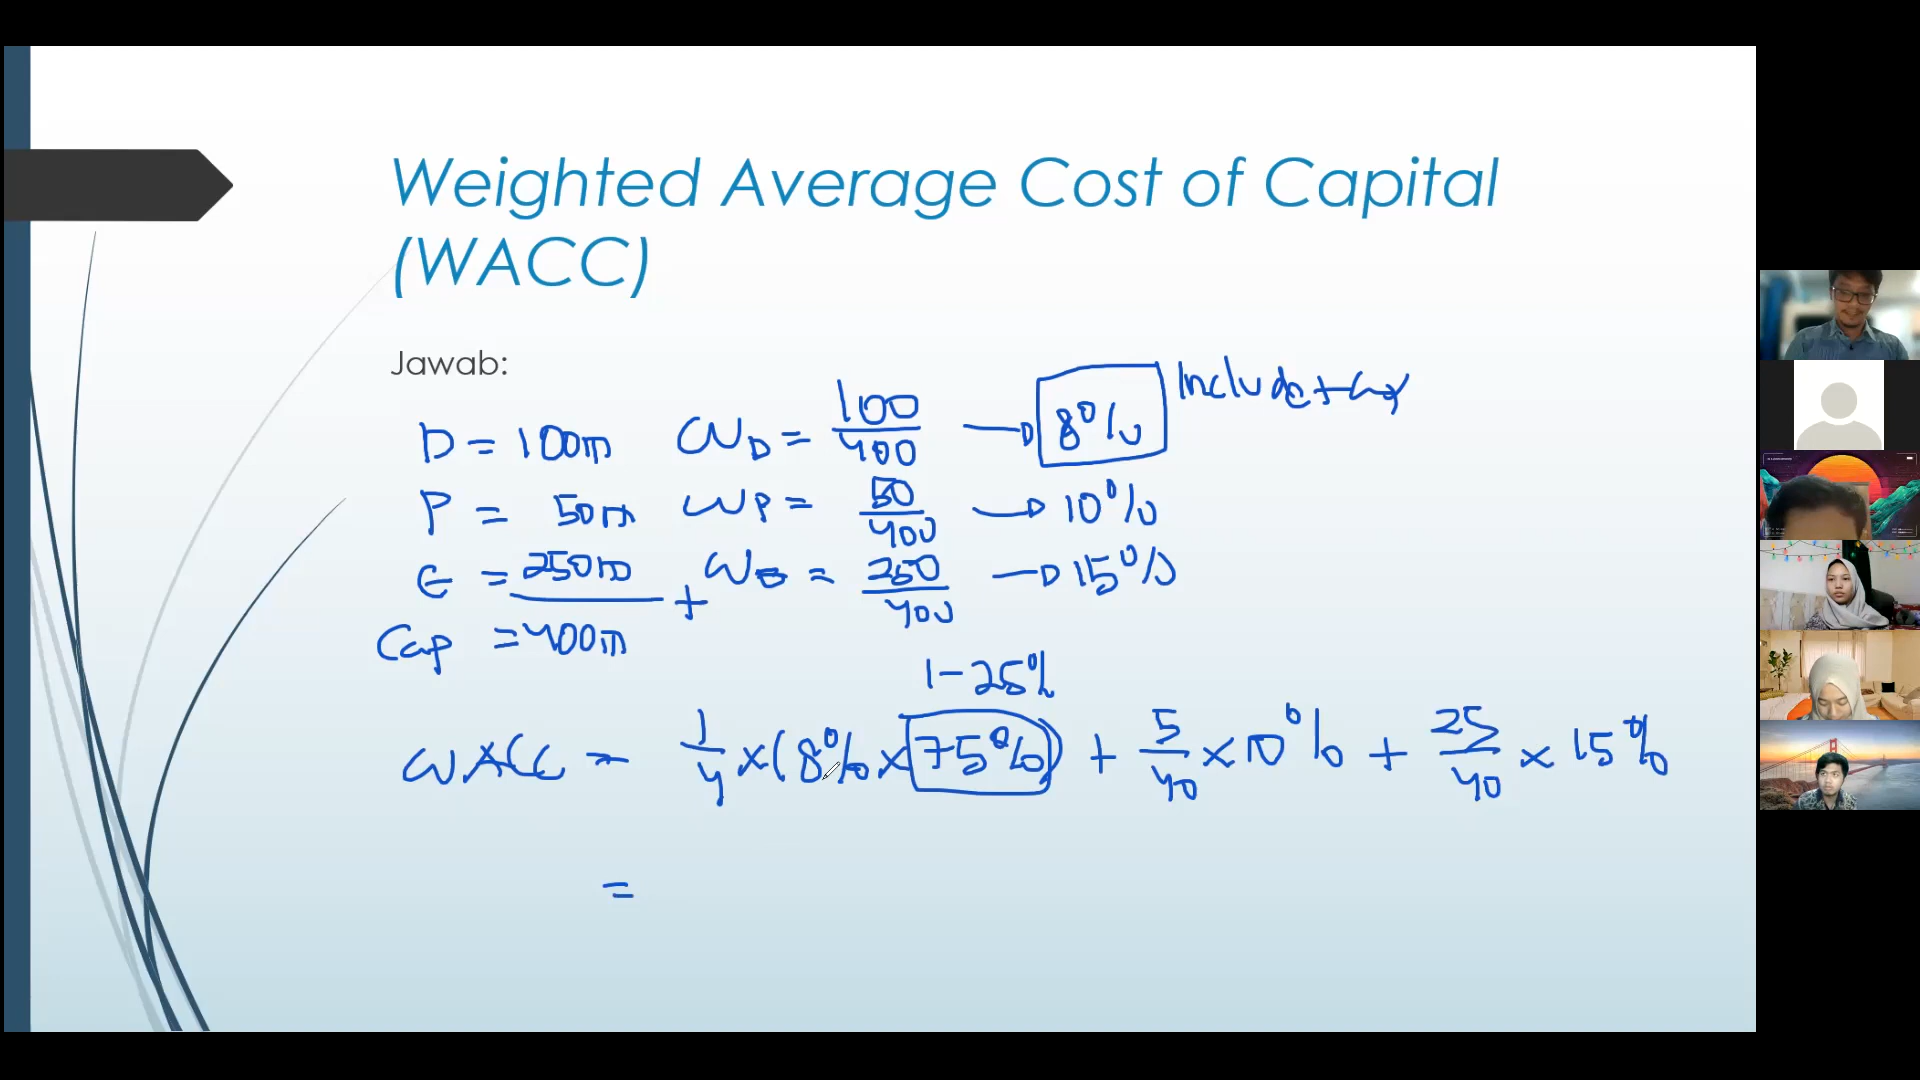 Weighted Average Cost of Capital
(WACC)
Jawab:
D = 100m WD = 100/400 → 8% Include tax
P = 50m WP = 50/400 → 10%
E = 250m + WE = 250/400 → 15%
Cap = 400m
1-25%
WACC = 1/4 x (8% x 75%) + 5/40 x 10% + 25/40 x 15%
=